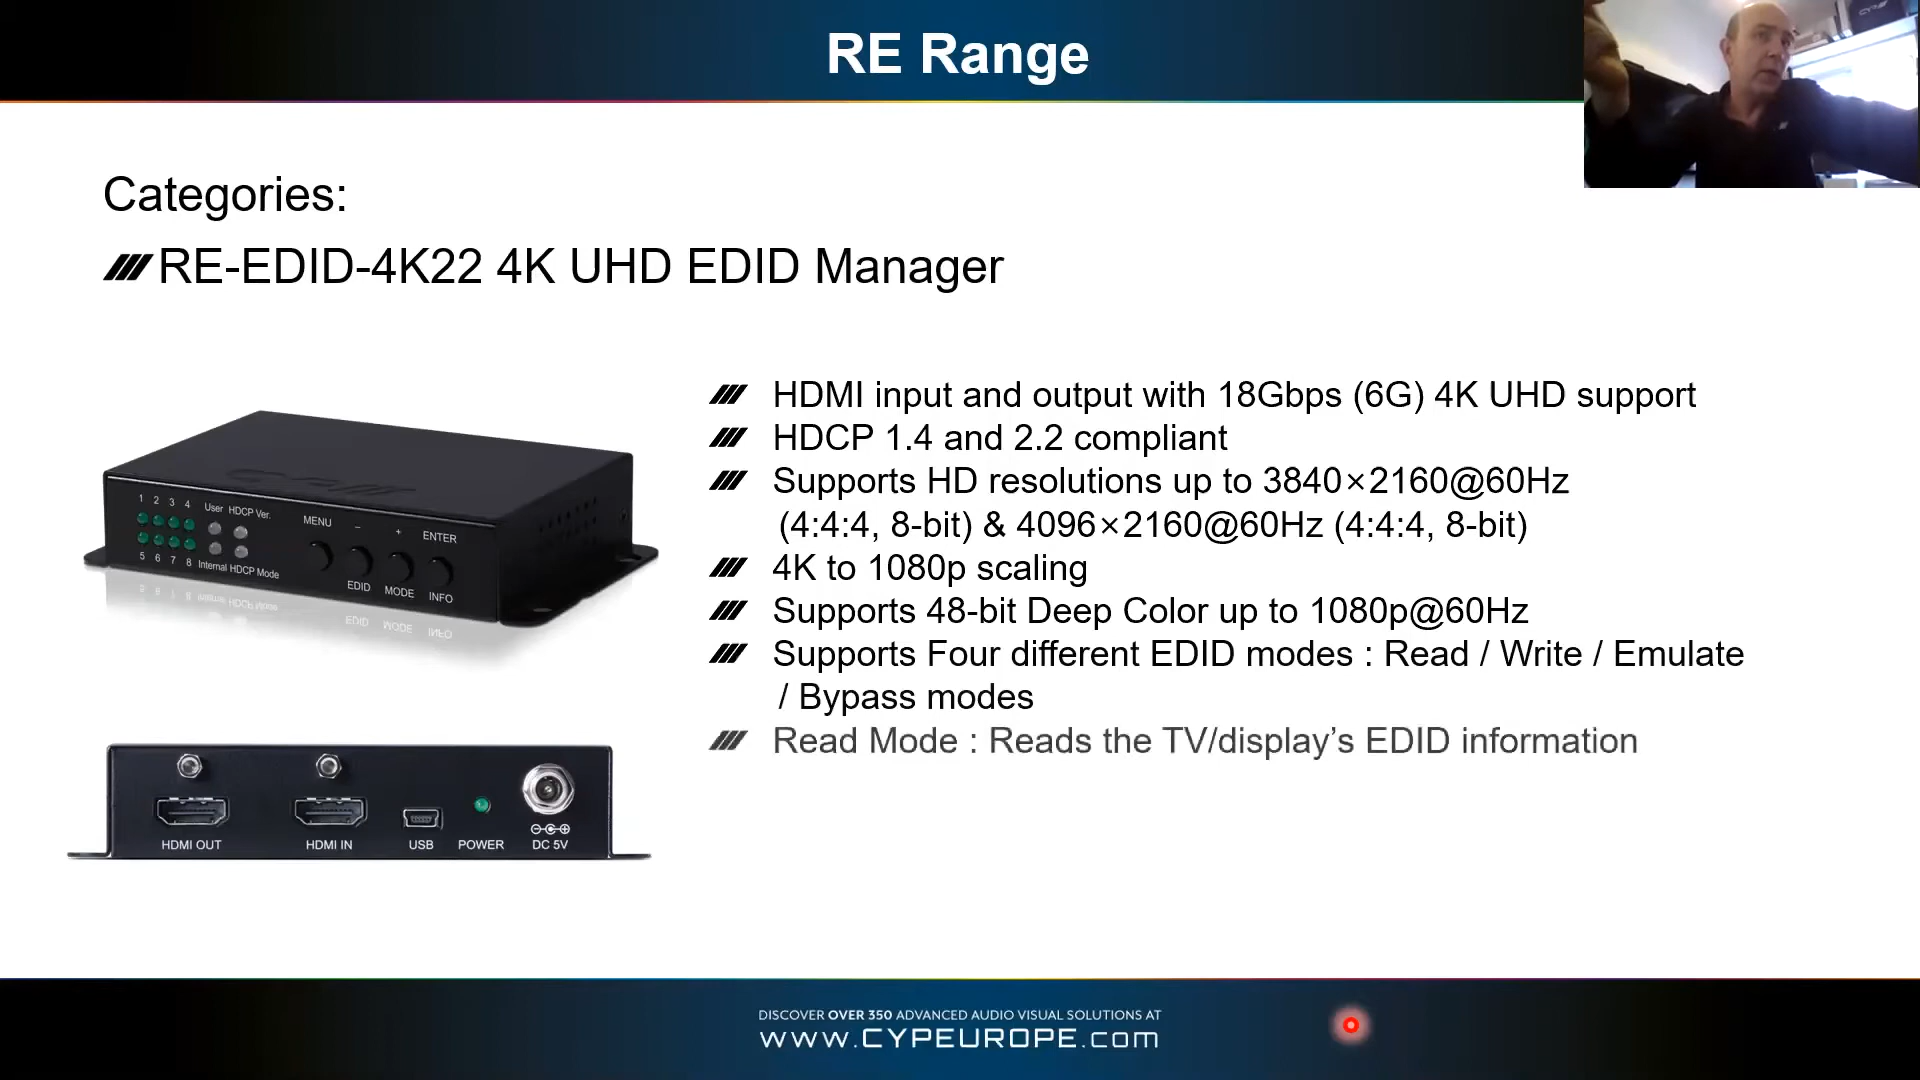 RE Range
Categories:
RE-EDID-4K22 4K UHD EDID Manager
HDMI input and output with 18Gbps (6G) 4K UHD support
HDCP 1.4 and 2.2 compliant
Supports HD resolutions up to 3840×2160@60Hz
(4:4:4, 8-bit) & 4096×2160@60Hz (4:4:4, 8-bit)
4K to 1080p scaling
Supports 48-bit Deep Color up to 1080p@60Hz
Supports Four different EDID modes : Read / Write / Emulate
/ Bypass modes
Read Mode : Reads the TV/display’s EDID information
1 2 3 4 User HDCP Ver.
MENU - + ENTER
5 6 7 8 Internal HDCP Mode
EDID MODE INFO
HDMI OUT HDMI IN USB POWER DC 5V
DISCOVER OVER 350 ADVANCED AUDIO VISUAL SOLUTIONS AT
www.CYPEUROPE.com